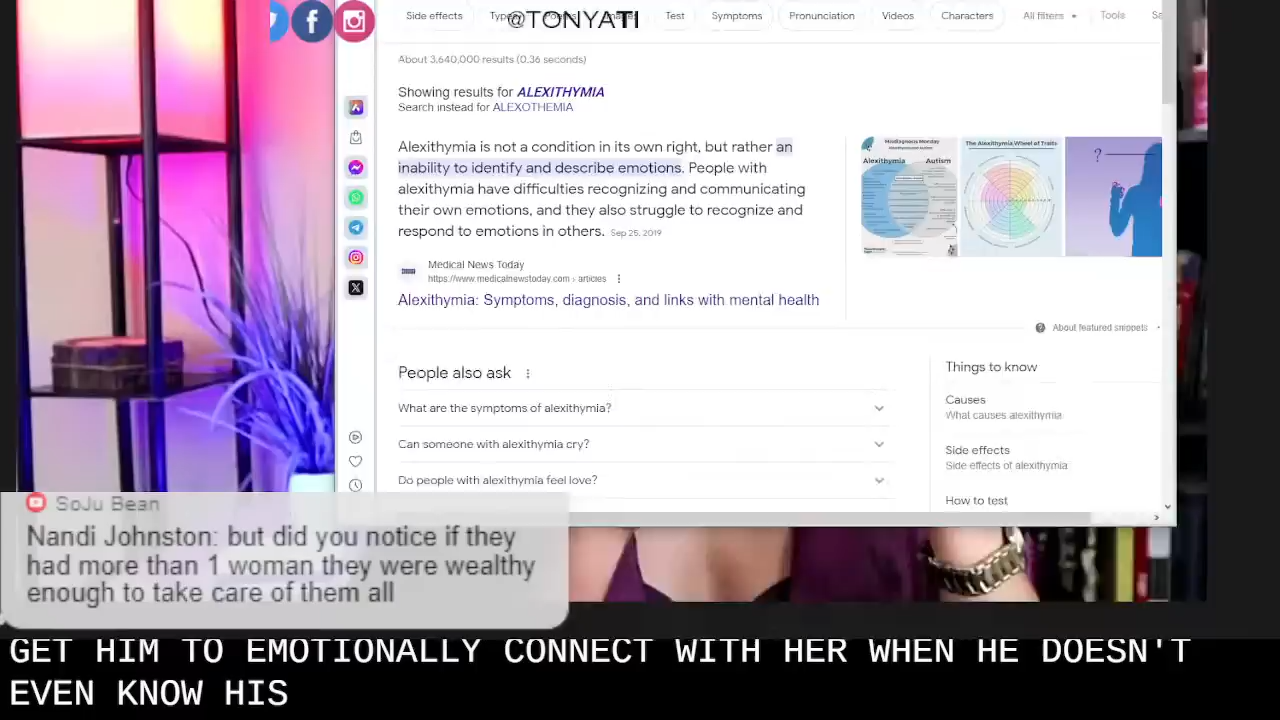 @TONYATI
Side effects
Test
Symptoms
Pronunciation
Videos
Characters
All filters
Tools
About 3,640,000 results (0.36 seconds)
Showing results for ALEXITHYMIA
Search instead for ALEXOTHEMIA
Alexithymia is not a condition in its own right, but rather an
inability to identify and describe emotions. People with
alexithymia have difficulties recognizing and communicating
their own emotions, and they also struggle to recognize and
respond to emotions in others. Sep 25, 2019
Medical News Today
https://www.medicalnewstoday.com › articles
Alexithymia: Symptoms, diagnosis, and links with mental health
Misdiagnosis Monday
Alexithymia Autism
The Alexithymia Wheel of Traits
?
About featured snippets
People also ask
What are the symptoms of alexithymia?
Can someone with alexithymia cry?
Do people with alexithymia feel love?
Things to know
Causes
What causes alexithymia
Side effects
Side effects of alexithymia
How to test
SoJu Bean
Nandi Johnston: but did you notice if they
had more than 1 woman they were wealthy
enough to take care of them all
GET HIM TO EMOTIONALLY CONNECT WITH HER WHEN HE DOESN'T
EVEN KNOW HIS